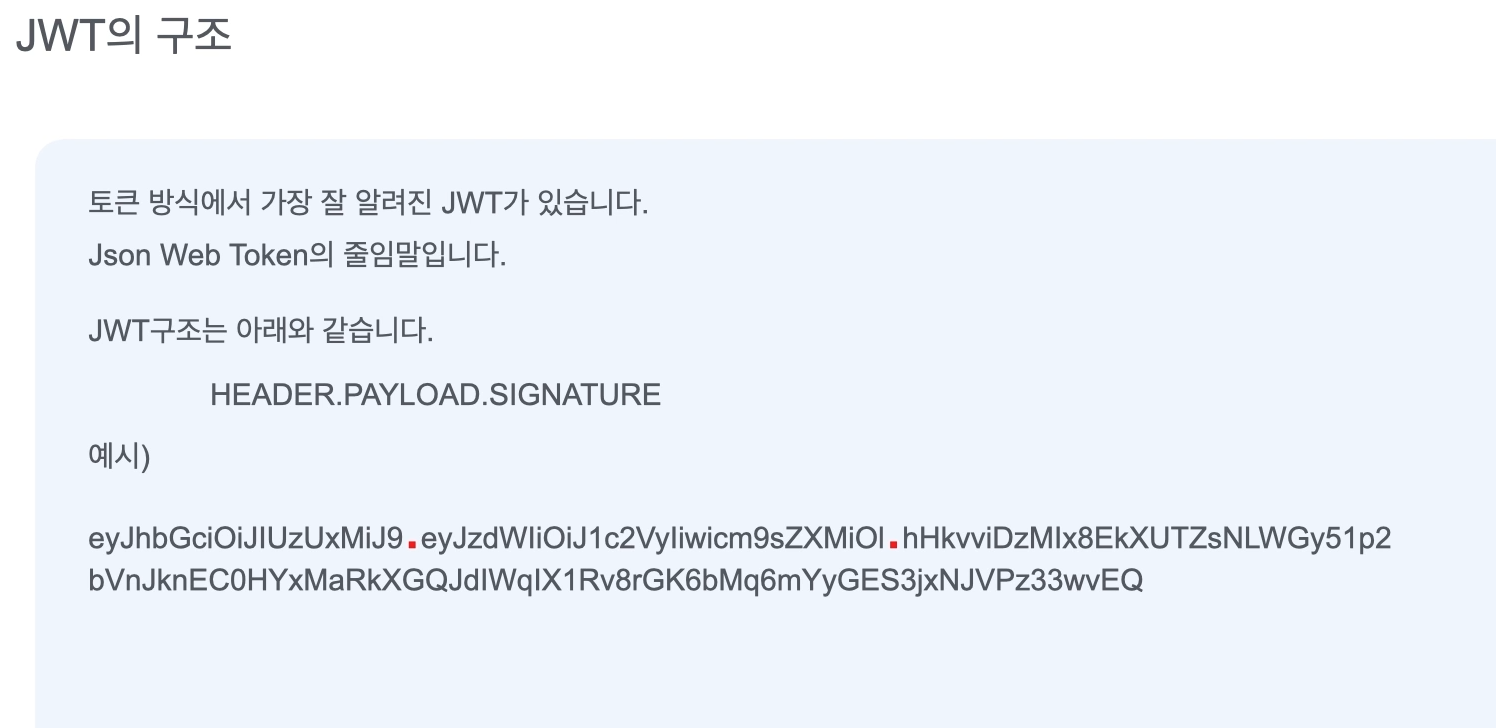 JWT의 구조
토큰 방식에서 가장 잘 알려진 JWT가 있습니다.
Json Web Token의 줄임말입니다.
JWT구조는 아래와 같습니다.
HEADER.PAYLOAD.SIGNATURE
예시)
eyJhbGciOiJIUzUxMiJ9.eyJzdWIiOiJ1c2VyIiwicm9sZXMiOl.hHkvviDzMIx8EkXUTZsNLWGy51p2
bVnJknEC0HYxMaRkXGQJdIWqIX1Rv8rGK6bMq6mYyGES3jxNJVPz33wvEQ